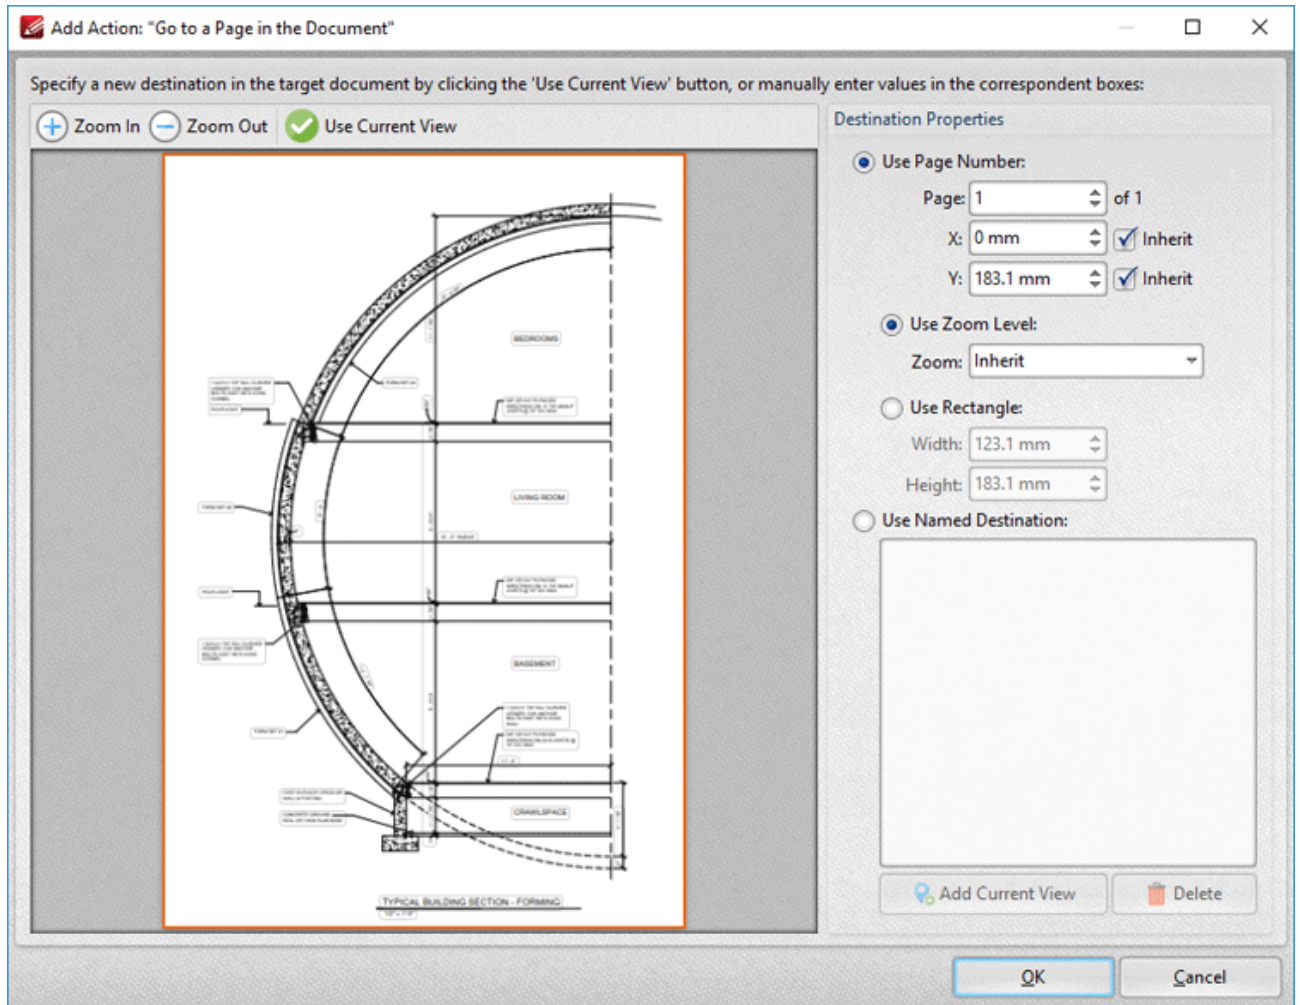 Add Action: "Go to a Page in the Document"
Specify a new destination in the target document by clicking the 'Use Current View' button, or manually enter values in the correspondent boxes:
Zoom In
Zoom Out
Use Current View
BEDROOMS
LIVING ROOM
BASEMENT
CRAWLSPACE
TYPICAL BUILDING SECTION - FORMING
Destination Properties
Use Page Number:
Page: 1 of 1
X: 0 mm Inherit
Y: 183.1 mm Inherit
Use Zoom Level:
Zoom: Inherit
Use Rectangle:
Width: 123.1 mm
Height: 183.1 mm
Use Named Destination:
Add Current View
Delete
OK
Cancel